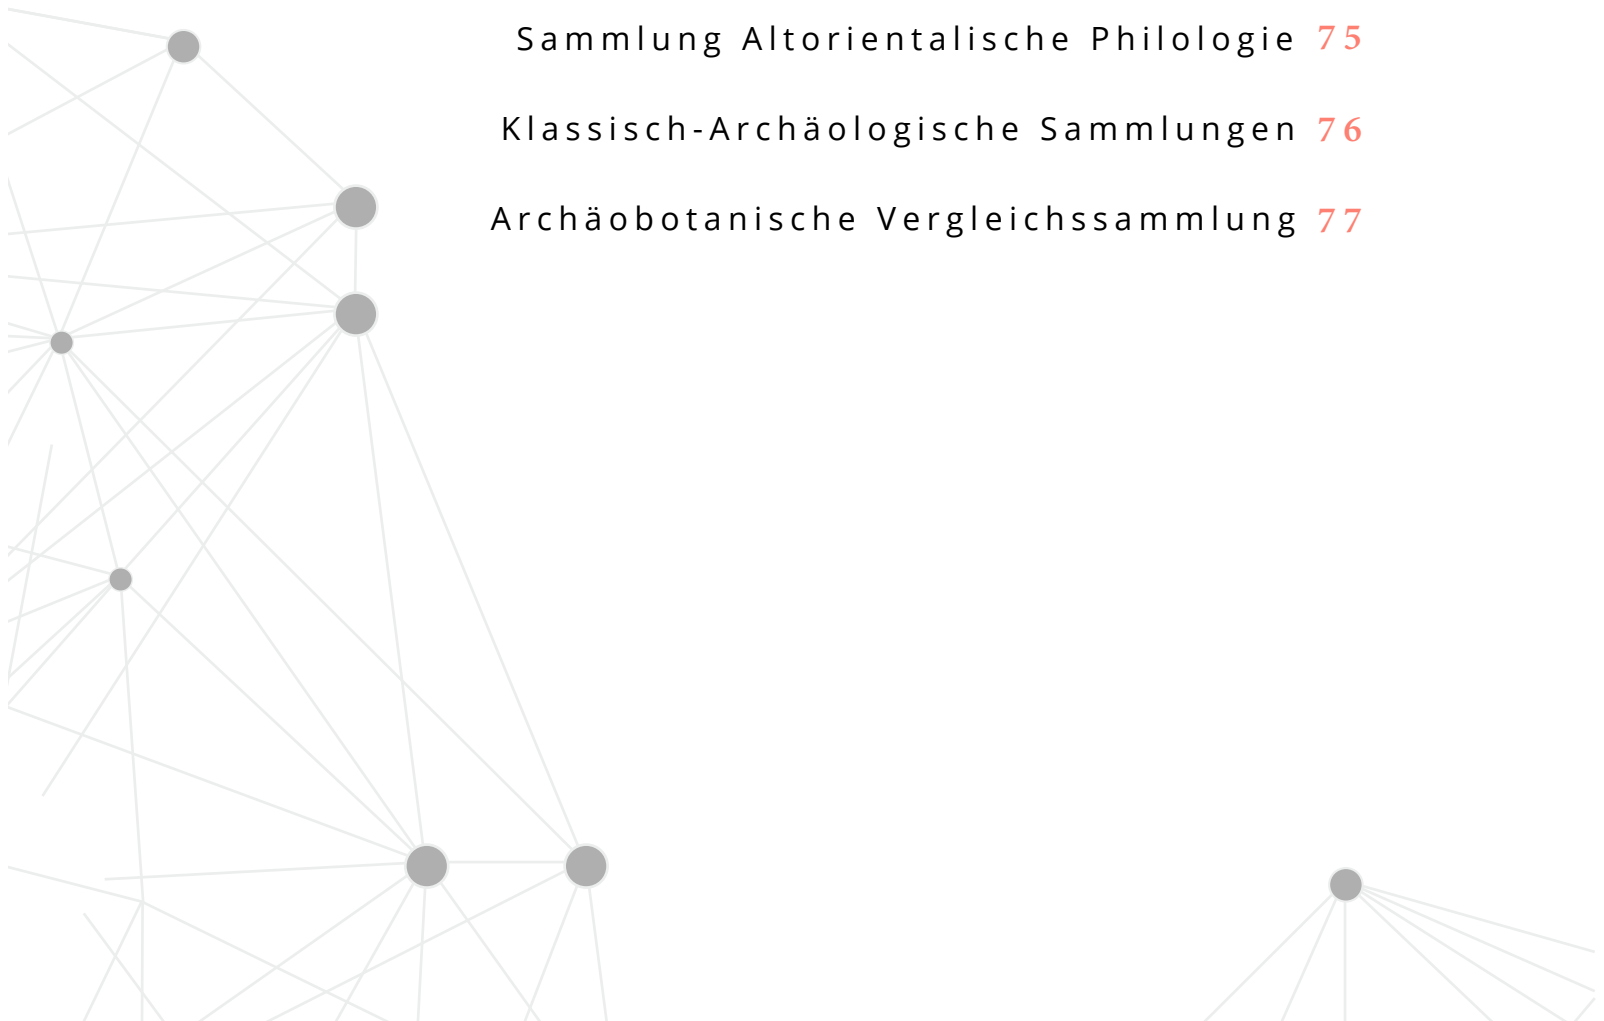 Sammlung Altorientalische Philologie 75
Klassisch-Archäologische Sammlungen 76
Archäobotanische Vergleichssammlung 77